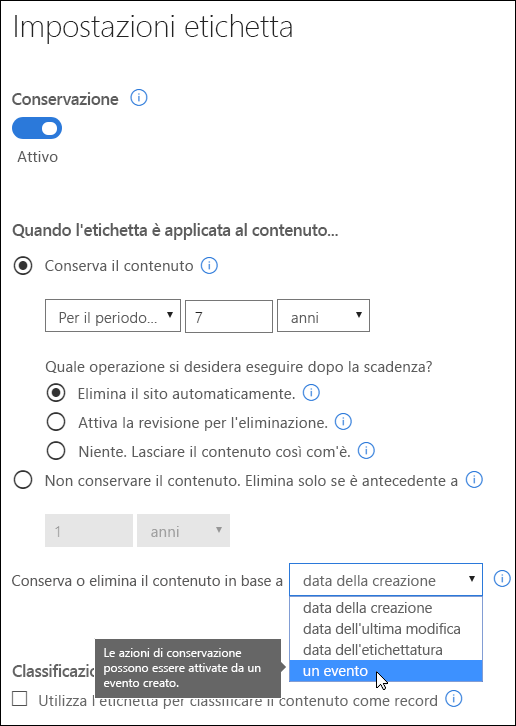 Impostazioni etichetta
Conservazione
Attivo
Quando l'etichetta è applicata al contenuto...
Conserva il contenuto
Per il periodo... 7 anni
Quale operazione si desidera eseguire dopo la scadenza?
Elimina il sito automaticamente.
Attiva la revisione per l'eliminazione.
Niente. Lasciare il contenuto così com'è.
Non conservare il contenuto. Elimina solo se è antecedente a
1 anni
Conserva o elimina il contenuto in base a data della creazione
data della creazione
data dell'ultima modifica
data dell'etichettatura
un evento
Le azioni di conservazione
possono essere attivate da un
evento creato.
Classificazi
Utilizza l'etichetta per classificare il contenuto come record